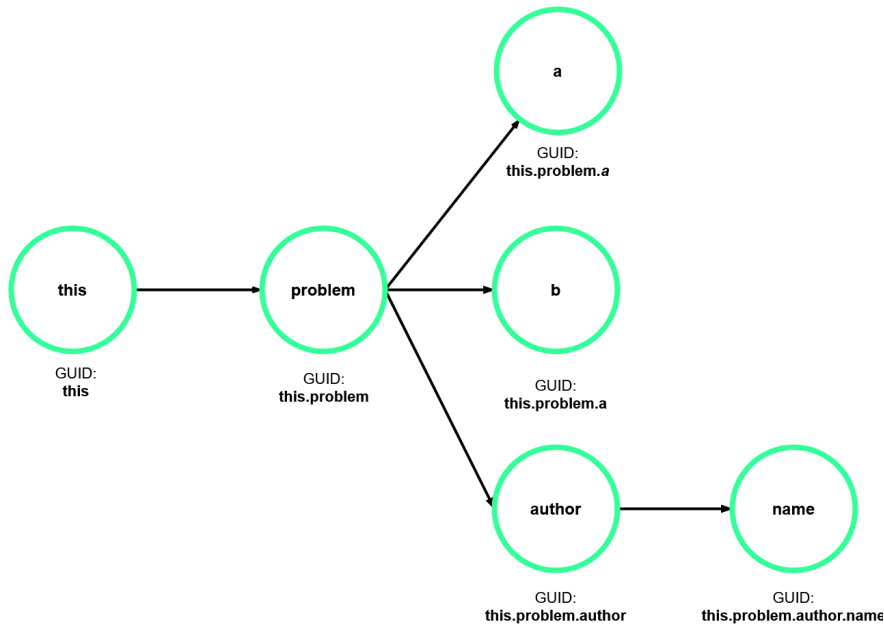 a
GUID:
this.problem.a
this
GUID:
this
problem
GUID:
this.problem
b
GUID:
this.problem.a
author
GUID:
this.problem.author
name
GUID:
this.problem.author.name